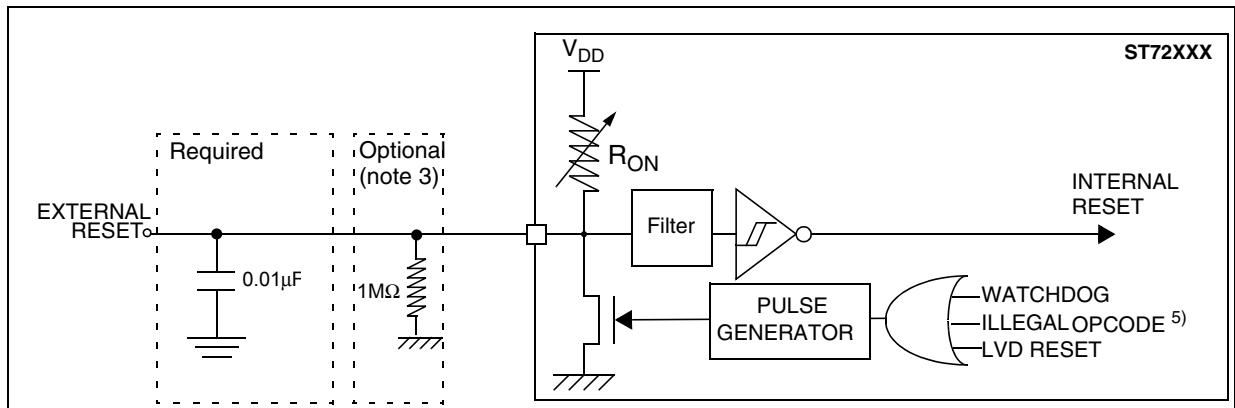 ST72XXX
VDD
Required
Optional
(note 3)
RON
EXTERNAL
RESET
Filter
INTERNAL
RESET
0.01μF
1MΩ
PULSE
GENERATOR
WATCHDOG
ILLEGAL OPCODE 5)
LVD RESET